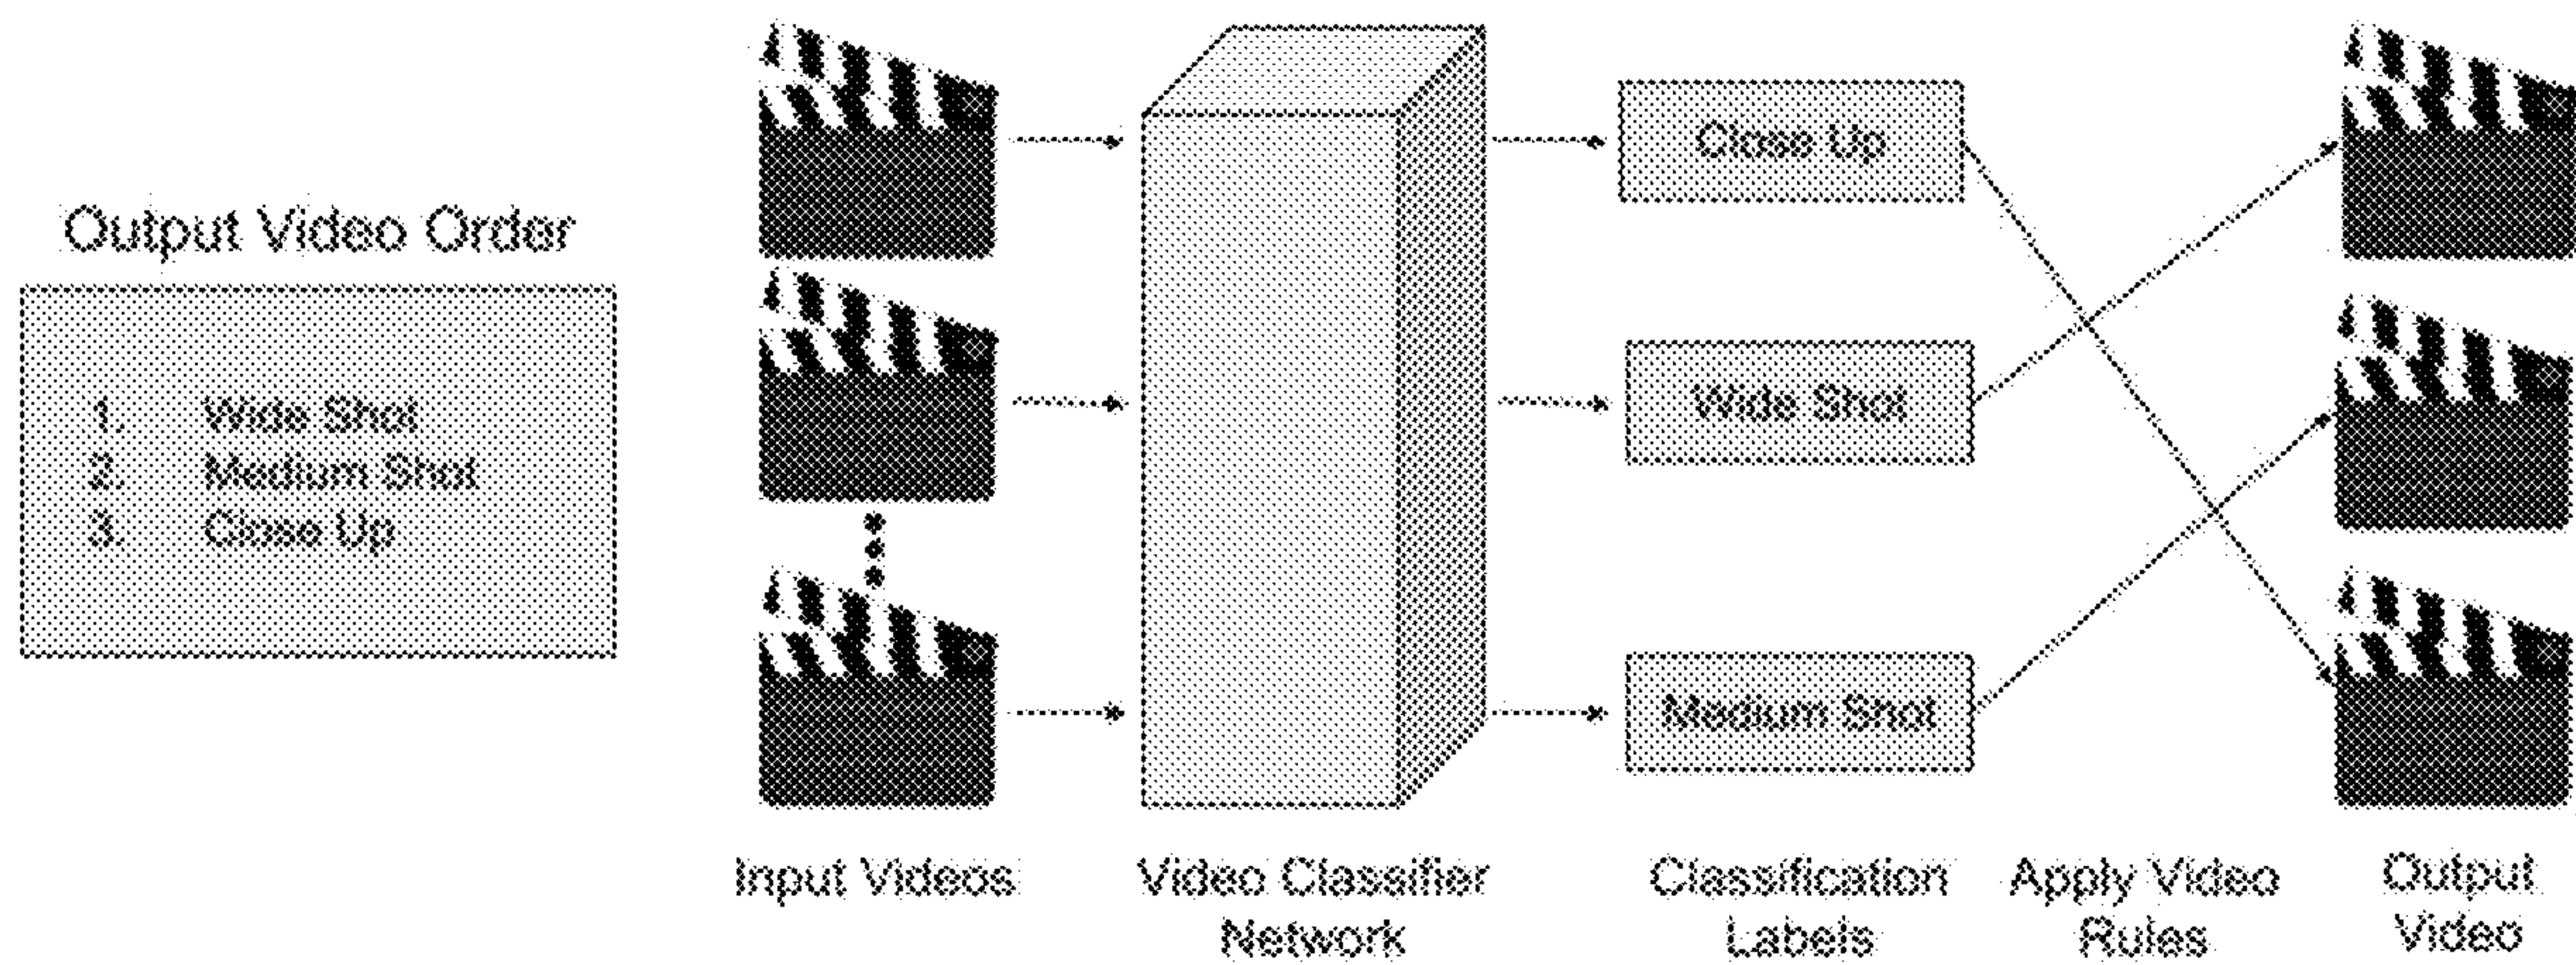 Output Video Order
1. Wide Shot
2. Medium Shot
3. Close Up
Close Up
Wide Shot
Medium Shot
Input Videos
Video Classifier
Network
Classification
Labels
Apply Video
Rules
Output
Video